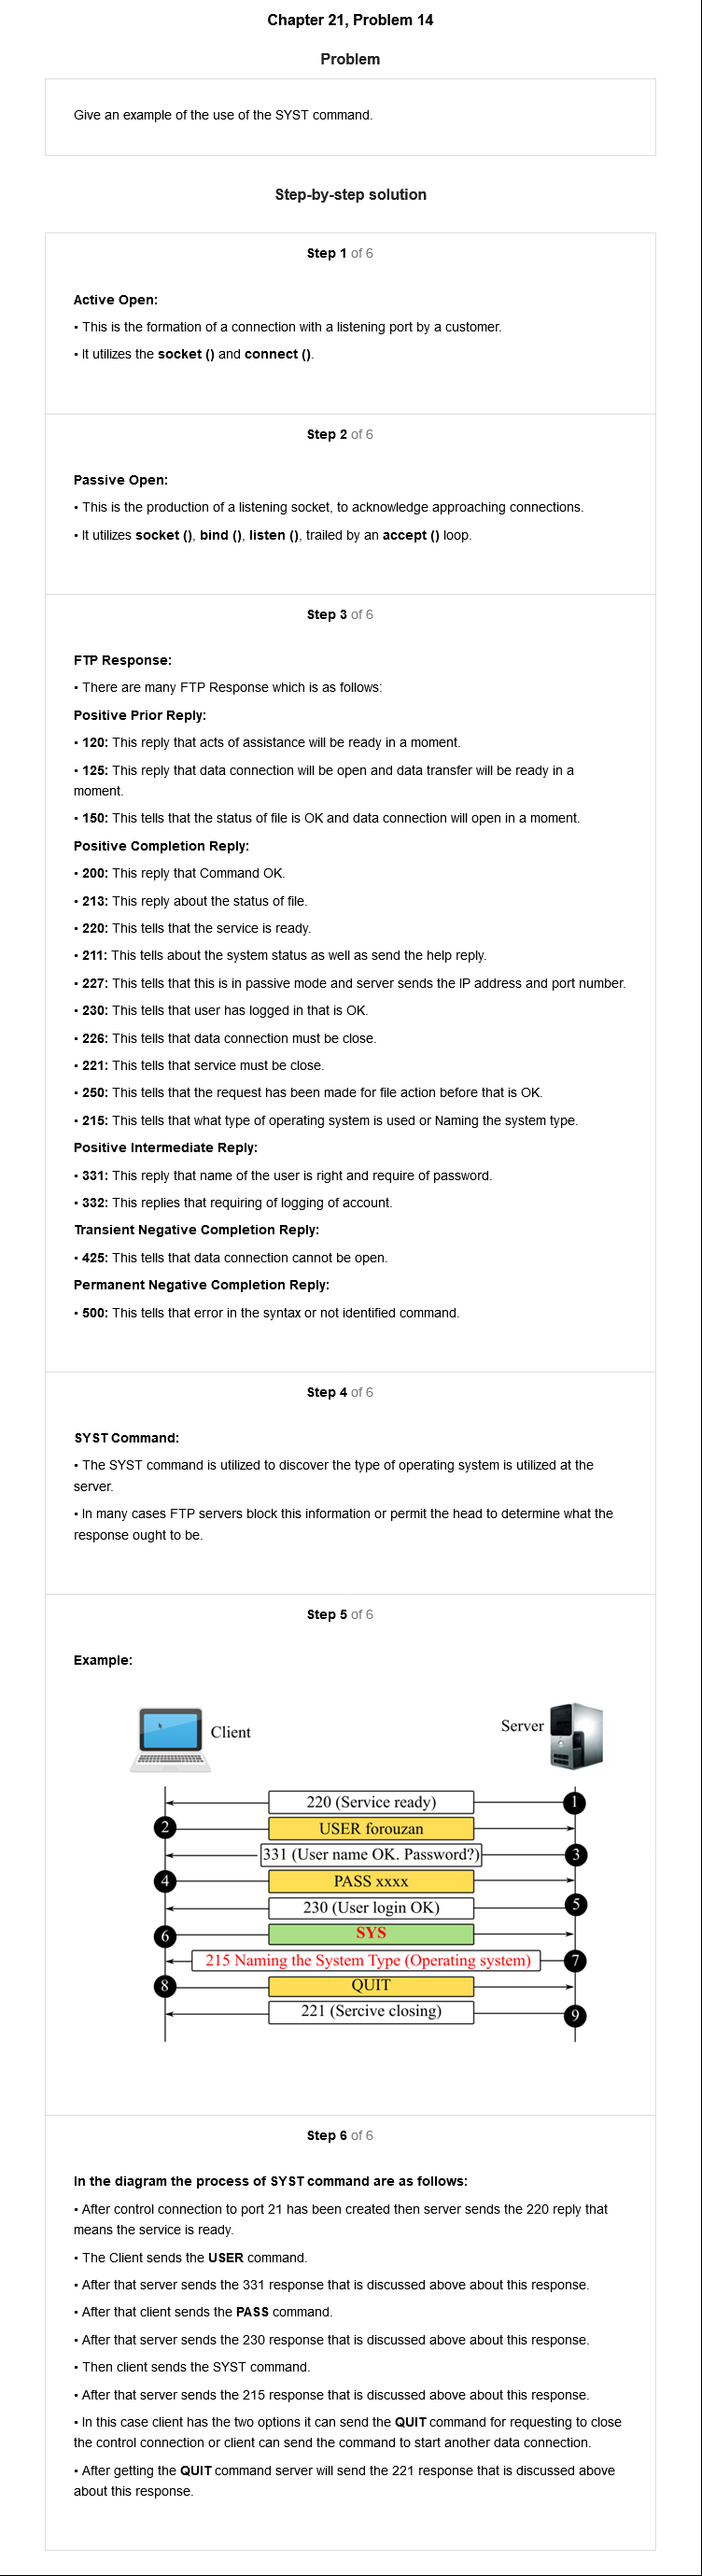 Chapter 21, Problem 14
Problem
Give an example of the use of the SYST command.
Step-by-step solution
Step 1 of 6
Active Open:
• This is the formation of a connection with a listening port by a customer.
• It utilizes the socket () and connect ().
Step 2 of 6
Passive Open:
• This is the production of a listening socket, to acknowledge approaching connections.
• It utilizes socket (), bind (), listen (), trailed by an accept () loop.
Step 3 of 6
FTP Response:
• There are many FTP Response which is as follows:
Positive Prior Reply:
• 120: This reply that acts of assistance will be ready in a moment.
• 125: This reply that data connection will be open and data transfer will be ready in a
moment.
• 150: This tells that the status of file is OK and data connection will open in a moment.
Positive Completion Reply:
• 200: This reply that Command OK.
• 213: This reply about the status of file.
• 220: This tells that the service is ready.
• 211: This tells about the system status as well as send the help reply.
• 227: This tells that this is in passive mode and server sends the IP address and port number.
• 230: This tells that user has logged in that is OK.
• 226: This tells that data connection must be close.
• 221: This tells that service must be close.
• 250: This tells that the request has been made for file action before that is OK.
• 215: This tells that what type of operating system is used or Naming the system type.
Positive Intermediate Reply:
• 331: This reply that name of the user is right and require of password.
• 332: This replies that requiring of logging of account.
Transient Negative Completion Reply:
• 425: This tells that data connection cannot be open.
Permanent Negative Completion Reply:
• 500: This tells that error in the syntax or not identified command.
Step 4 of 6
SYST Command:
• The SYST command is utilized to discover the type of operating system is utilized at the
server.
• In many cases FTP servers block this information or permit the head to determine what the
response ought to be.
Step 5 of 6
Example:
Client
Server
220 (Service ready) 1
2 USER forouzan
331 (User name OK. Password?) 3
4 PASS xxxx
230 (User login OK) 5
6 SYS
215 Naming the System Type (Operating system) 7
8 QUIT
221 (Sercive closing) 9
Step 6 of 6
In the diagram the process of SYST command are as follows:
• After control connection to port 21 has been created then server sends the 220 reply that
means the service is ready.
• The Client sends the USER command.
• After that server sends the 331 response that is discussed above about this response.
• After that client sends the PASS command.
• After that server sends the 230 response that is discussed above about this response.
• Then client sends the SYST command.
• After that server sends the 215 response that is discussed above about this response.
• In this case client has the two options it can send the QUIT command for requesting to close
the control connection or client can send the command to start another data connection.
• After getting the QUIT command server will send the 221 response that is discussed above
about this response.